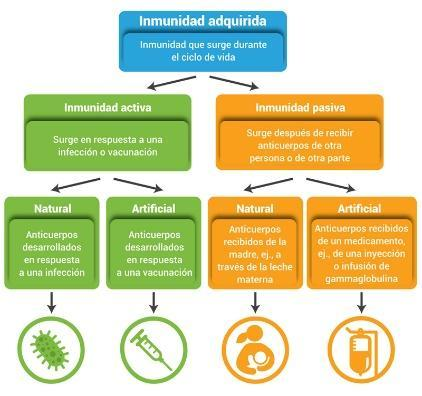 Inmunidad adquirida
Inmunidad que surge durante
el ciclo de vida
Inmunidad activa
Surge en respuesta a una
infección o vacunación
Inmunidad pasiva
Surge después de recibir
anticuerpos de otra
persona o de otra parte
Natural
Anticuerpos
desarrollados
en respuesta
a una infección
Artificial
Anticuerpos
desarrollados
en respuesta
a una vacunación
Natural
Anticuerpos
recibidos de la
madre, ej., a
través de la leche
materna
Artificial
Anticuerpos recibidos
de un medicamento,
ej., de una inyección
o infusión de
gammaglobulina